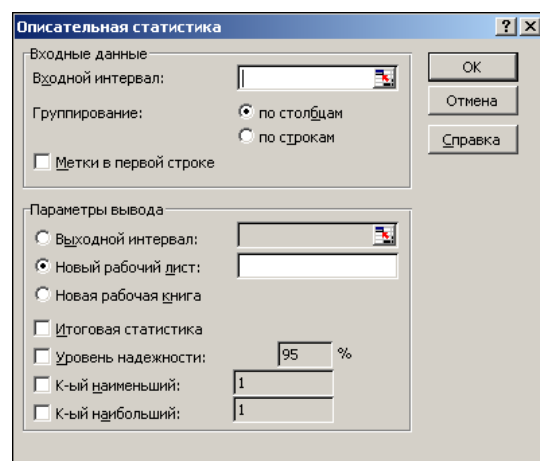 Описательная статистика
Входные данные
Входной интервал:
Группирование:
по столбцам
по строкам
Метки в первой строке
ОК
Отмена
Справка
Параметры вывода
Выходной интервал:
Новый рабочий лист:
Новая рабочая книга
Итоговая статистика
Уровень надежности: 95 %
К-ый наименьший: 1
К-ый наибольший: 1